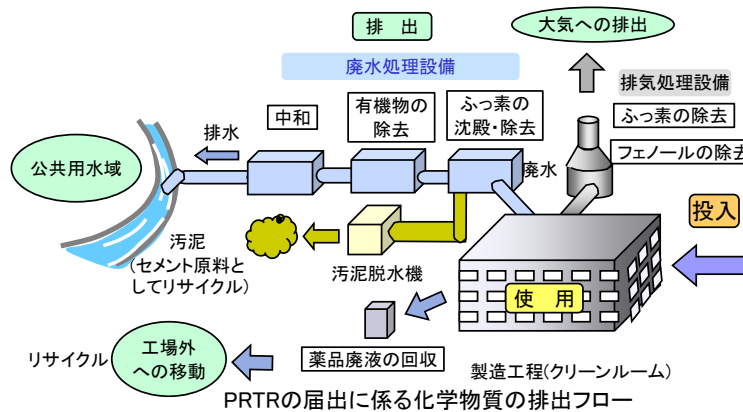 排 出
大気への排出
廃水処理設備
排気処理設備
中和
有機物の
除去
ふっ素の
沈殿・除去
ふっ素の除去
フェノールの除去
排水
廃水
公共用水域
投入
汚泥
(セメント原料と
してリサイクル)
汚泥脱水機
使 用
薬品廃液の回収
製造工程(クリーンルーム)
リサイクル
工場外
への移動
PRTRの届出に係る化学物質の排出フロー